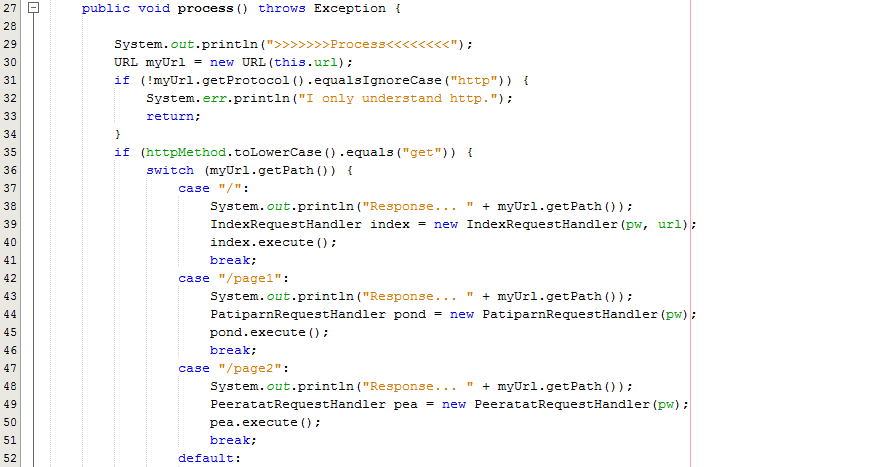 27 public void process() throws Exception {
28
29 System.out.println(">>>>>>>Process<<<<<<<<");
30 URL myUrl = new URL(this.url);
31 if (!myUrl.getProtocol().equalsIgnoreCase("http")) {
32 System.err.println("I only understand http.");
33 return;
34 }
35 if (httpMethod.toLowerCase().equals("get")) {
36 switch (myUrl.getPath()) {
37 case "/":
38 System.out.println("Response... " + myUrl.getPath());
39 IndexRequestHandler index = new IndexRequestHandler(pw, url);
40 index.execute();
41 break;
42 case "/page1":
43 System.out.println("Response... " + myUrl.getPath());
44 PatiparnRequestHandler pond = new PatiparnRequestHandler(pw);
45 pond.execute();
46 break;
47 case "/page2":
48 System.out.println("Response... " + myUrl.getPath());
49 PeeratatRequestHandler pea = new PeeratatRequestHandler(pw);
50 pea.execute();
51 break;
52 default: